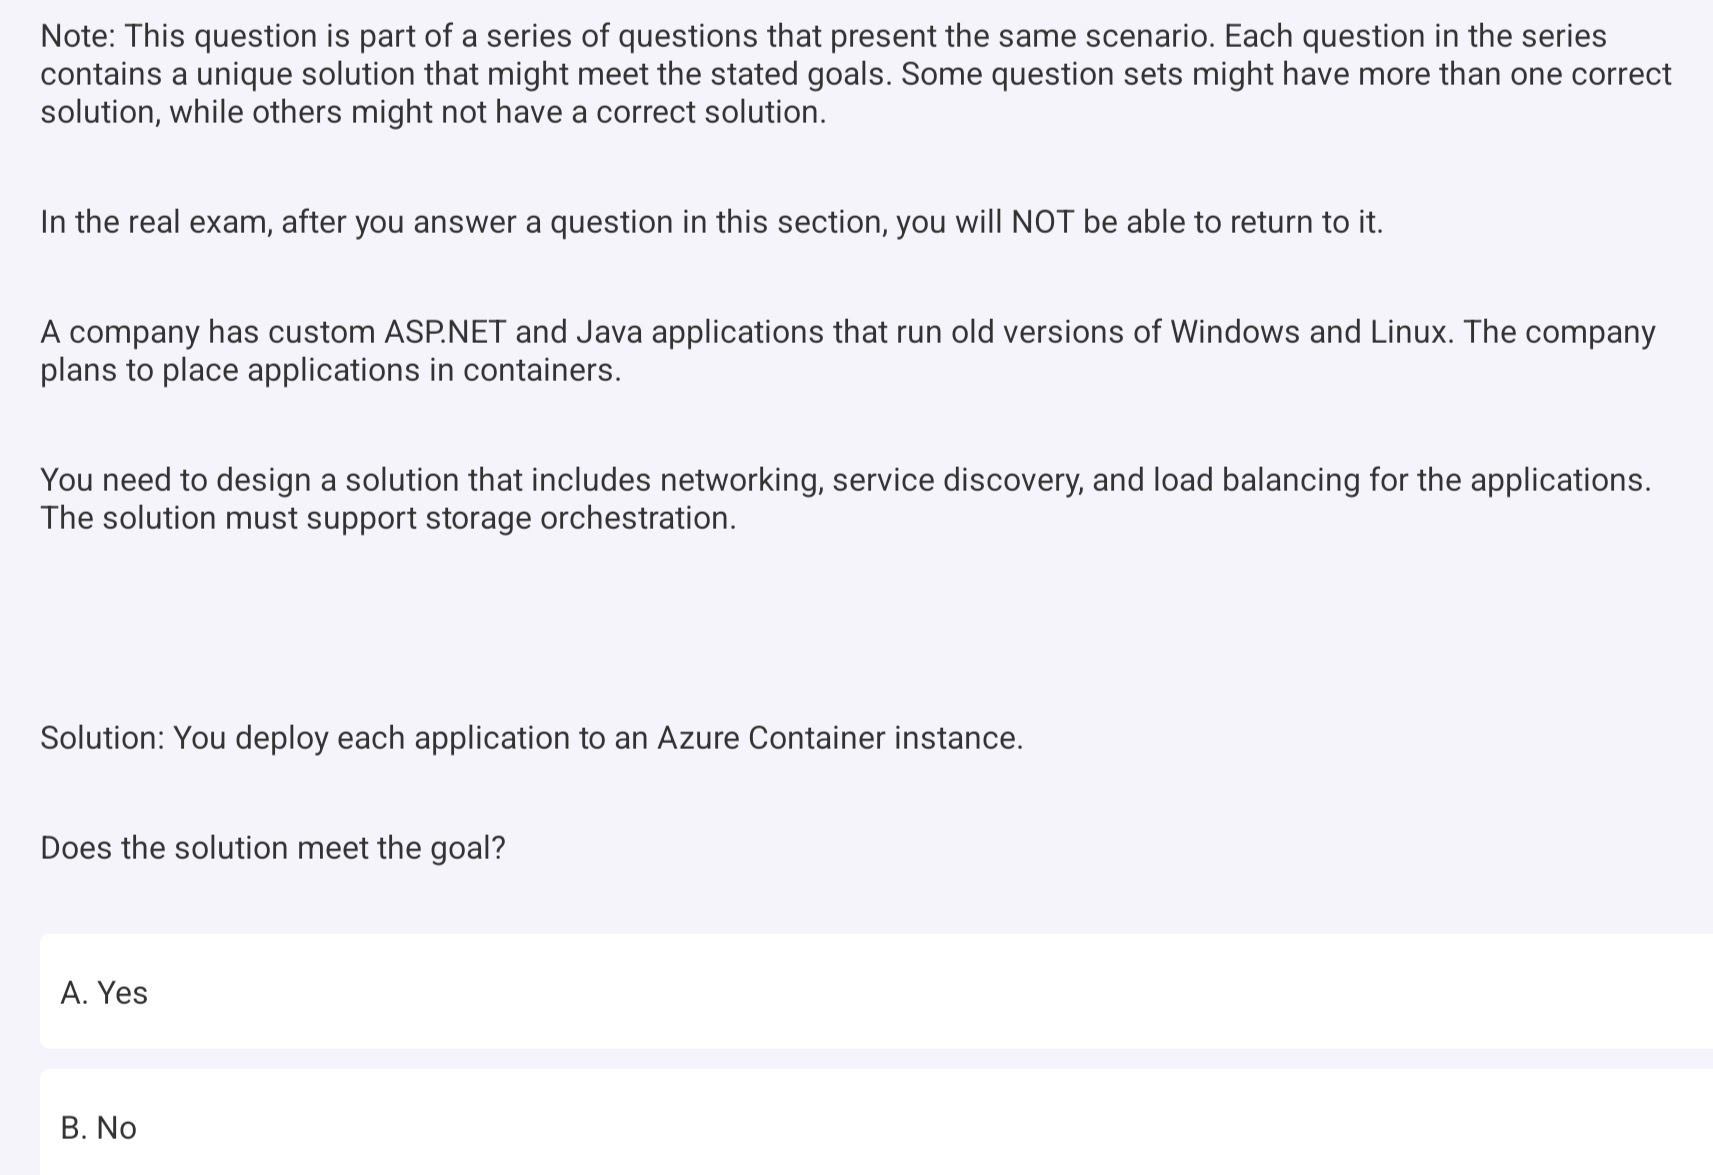 Note: This question is part of a series of questions that present the same scenario. Each question in the series
contains a unique solution that might meet the stated goals. Some question sets might have more than one correct
solution, while others might not have a correct solution.
In the real exam, after you answer a question in this section, you will NOT be able to return to it.
A company has custom ASP.NET and Java applications that run old versions of Windows and Linux. The company
plans to place applications in containers.
You need to design a solution that includes networking, service discovery, and load balancing for the applications.
The solution must support storage orchestration.
Solution: You deploy each application to an Azure Container instance.
Does the solution meet the goal?
A. Yes
B. No